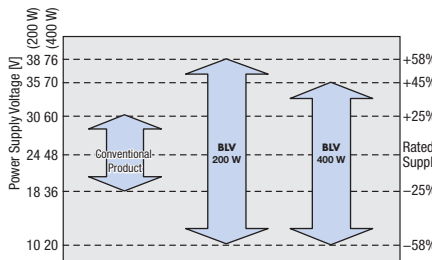 (200 W)
(400 W)
Power Supply Voltage [V]
38 76
+58%
35 70
+45%
30 60
+25%
24 48
Rated
Suppl
18 36
−25%
10 20
−58%
Conventional
Product
BLV
200 W
BLV
400 W